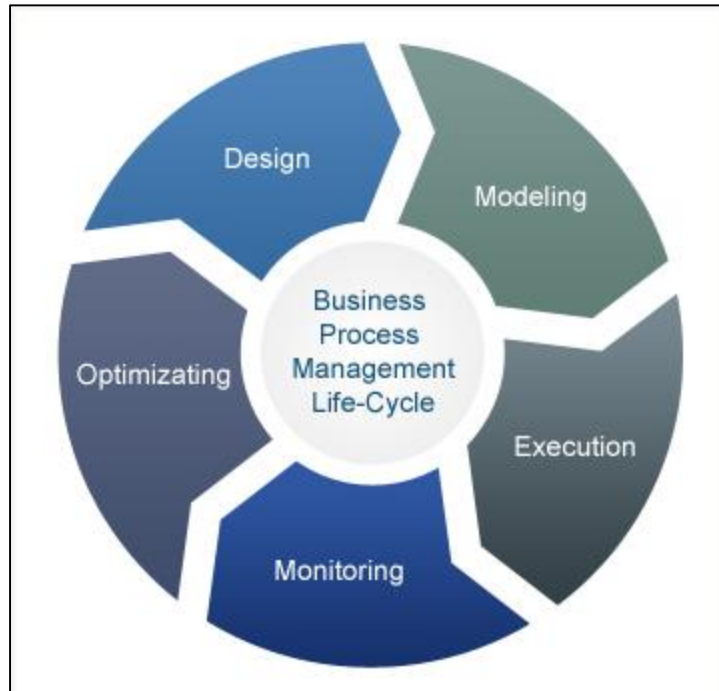 Design
Modeling
Business
Process
Management
Life-Cycle
Optimizating
Execution
Monitoring